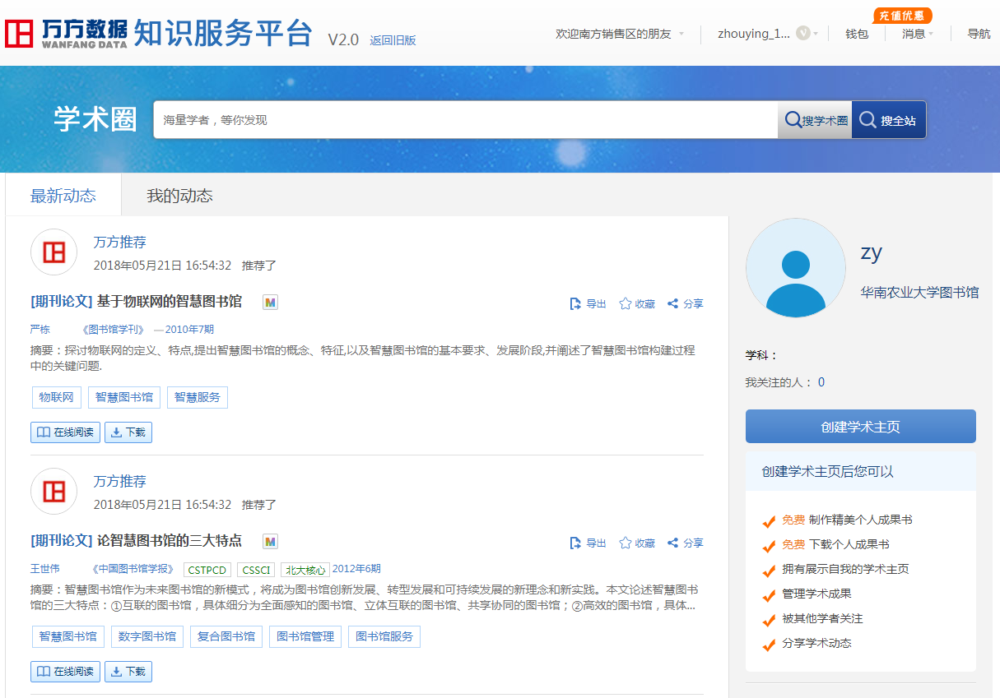 万方数据 知识服务平台 V2.0 返回旧版
WANFANG DATA
充值优惠
欢迎南方销售区的朋友 zhouying_1... V 钱包 消息 导航
学术圈 海量学者，等你发现 搜学术圈 搜全站
最新动态 我的动态
万方推荐
2018年05月21日 16:54:32 推荐了
[期刊论文] 基于物联网的智慧图书馆 M 导出 收藏 分享
严栋 《图书馆学刊》 —2010年7期
摘要：探讨物联网的定义、特点,提出智慧图书馆的概念、特征,以及智慧图书馆的基本要求、发展阶段,并阐述了智慧图书馆构建过程
中的关键问题.
物联网 智慧图书馆 智慧服务
在线阅读 下载
万方推荐
2018年05月21日 16:54:32 推荐了
[期刊论文] 论智慧图书馆的三大特点 M 导出 收藏 分享
王世伟 《中国图书馆学报》 CSTPCD CSSCI 北大核心 2012年6期
摘要：智慧图书馆作为未来图书馆的新模式，将成为图书馆创新发展、转型发展和可持续发展的新理念和新实践。本文论述智慧图书
馆的三大特点：①互联的图书馆，具体细分为全面感知的图书馆、立体互联的图书馆、共享协同的图书馆；②高效的图书馆，具体...
智慧图书馆 数字图书馆 复合图书馆 图书馆管理 图书馆服务
在线阅读 下载
zy
华南农业大学图书馆
学科：
我关注的人： 0
创建学术主页
创建学术主页后您可以
免费 制作精美个人成果书
免费 下载个人成果书
拥有展示自我的学术主页
管理学术成果
被其他学者关注
分享学术动态